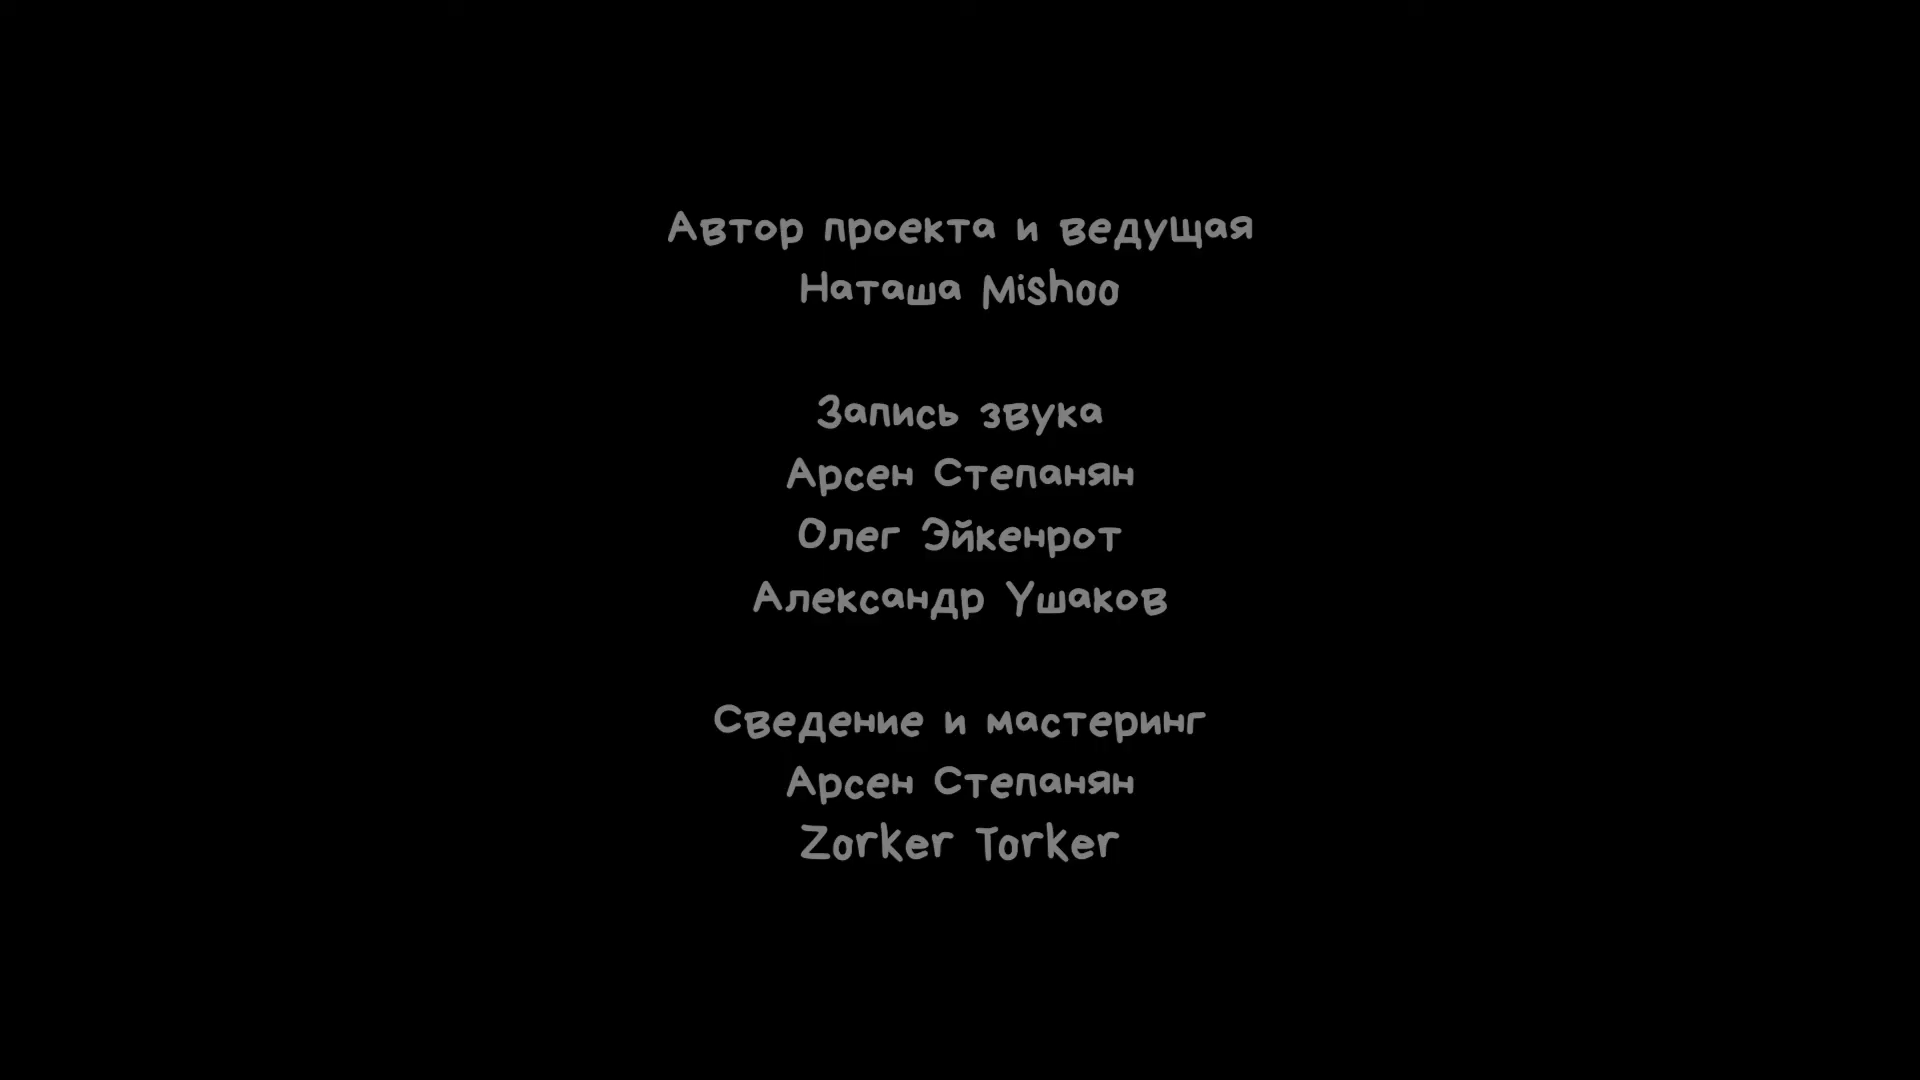 Автор проекта и ведущая
Наташа Mishoo
Запись звука
Арсен Степанян
Олег Эйкенрот
Александр Ушаков
Сведение и мастеринг
Арсен Степанян
Zorker Torker